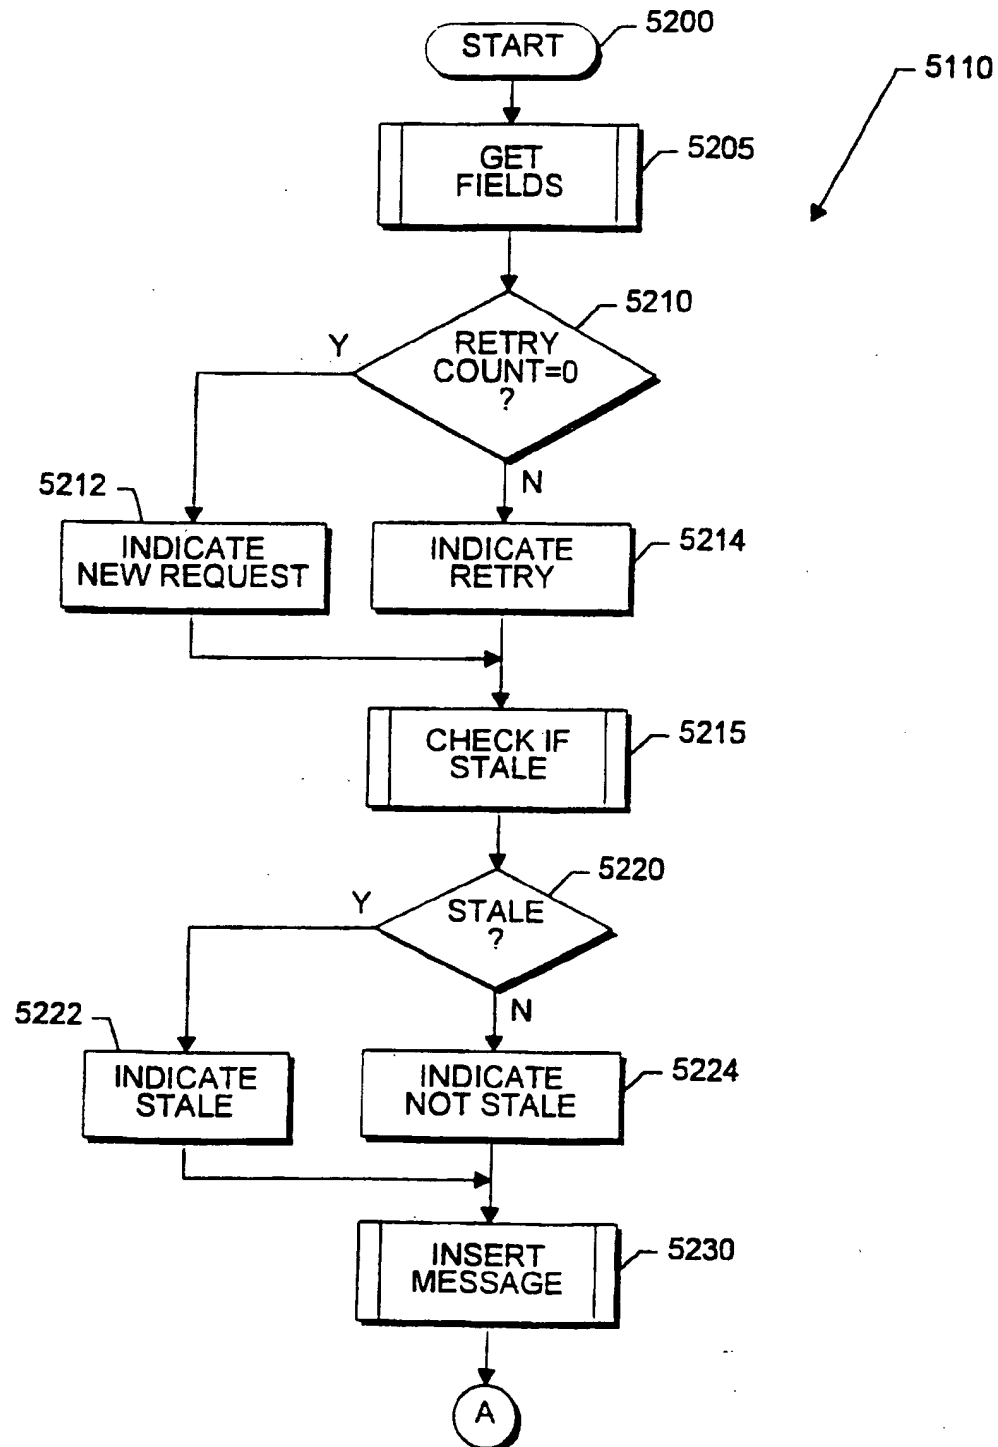 START
5200
5110
GET
FIELDS
5205
5210
Y
RETRY
COUNT=0
?
N
5212
INDICATE
NEW REQUEST
INDICATE
RETRY
5214
CHECK IF
STALE
5215
5220
Y
STALE
?
N
5222
INDICATE
STALE
INDICATE
NOT STALE
5224
INSERT
MESSAGE
5230
A